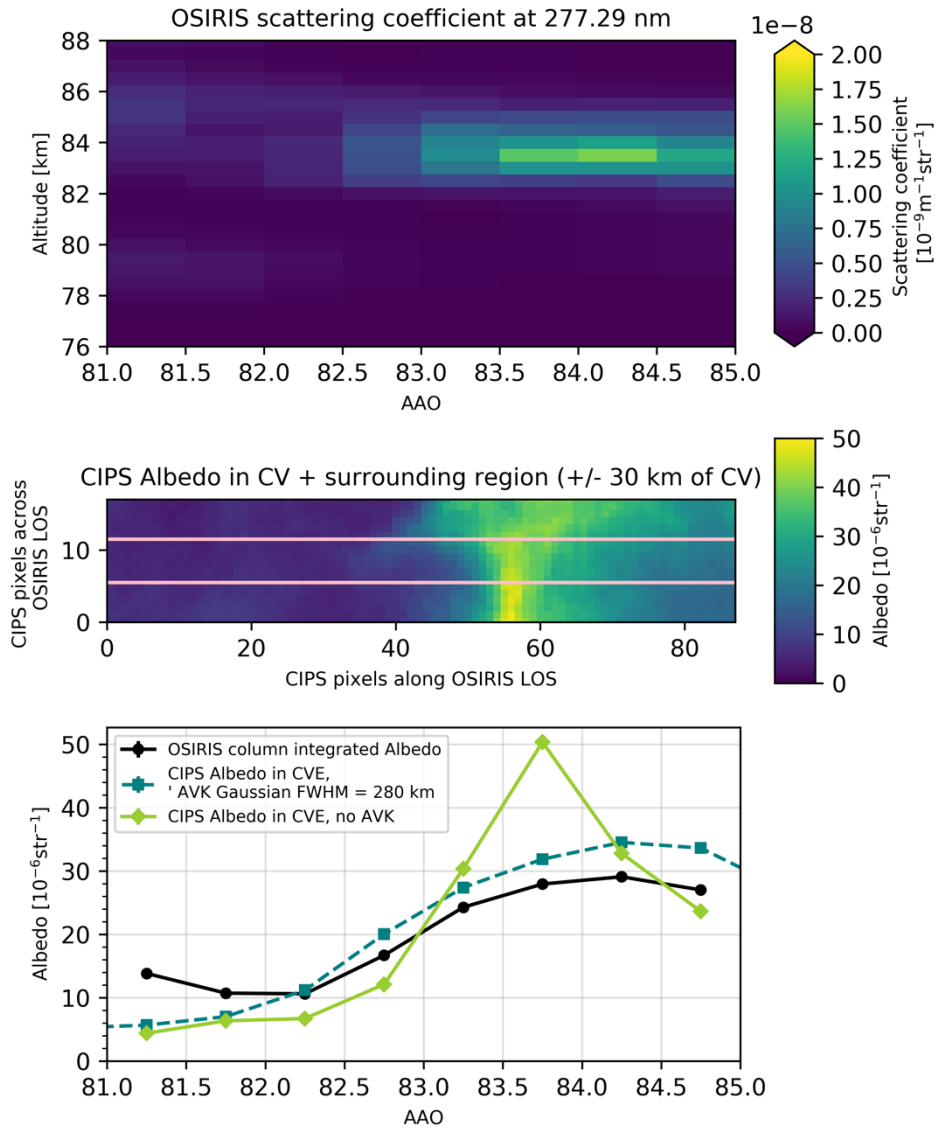 OSIRIS scattering coefficient at 277.29 nm
1e−8
88
86
84
82
80
78
76
Altitude [km]
81.0 81.5 82.0 82.5 83.0 83.5 84.0 84.5 85.0
AAO
2.00
1.75
1.50
1.25
1.00
0.75
0.50
0.25
0.00
Scattering coefficient
[10⁻⁹m⁻¹str⁻¹]
CIPS Albedo in CV + surrounding region (+/- 30 km of CV)
CIPS pixels across
OSIRIS LOS
10
0
0 20 40 60 80
CIPS pixels along OSIRIS LOS
50
40
30
20
10
0
Albedo [10⁻⁶str⁻¹]
OSIRIS column integrated Albedo
CIPS Albedo in CVE,
' AVK Gaussian FWHM = 280 km
CIPS Albedo in CVE, no AVK
50
40
30
20
10
0
Albedo [10⁻⁶str⁻¹]
81.0 81.5 82.0 82.5 83.0 83.5 84.0 84.5 85.0
AAO